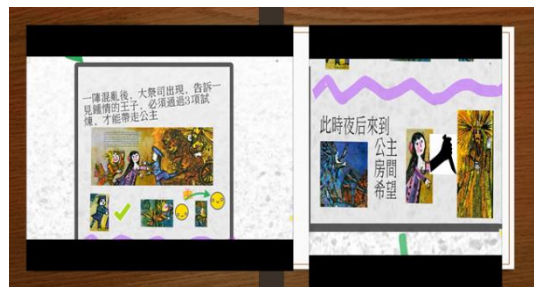 一陣混亂後，大祭司出現，告訴一
見鍾情的王子，必須通過3項試
煉，才能帶走公主
此時夜后來到
公主
房間
希望